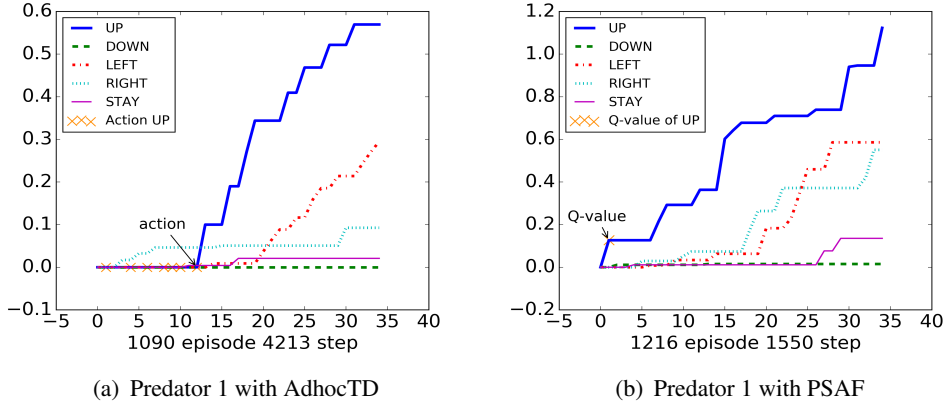 0.6
0.5
0.4
0.3
0.2
0.1
0.0
−0.1
UP
DOWN
LEFT
RIGHT
STAY
Action UP
action
−5 0 5 10 15 20 25 30 35 40
1090 episode 4213 step
(a) Predator 1 with AdhocTD
1.2
1.0
0.8
0.6
0.4
0.2
0.0
−0.2
UP
DOWN
LEFT
RIGHT
STAY
Q-value of UP
Q-value
−5 0 5 10 15 20 25 30 35 40
1216 episode 1550 step
(b) Predator 1 with PSAF